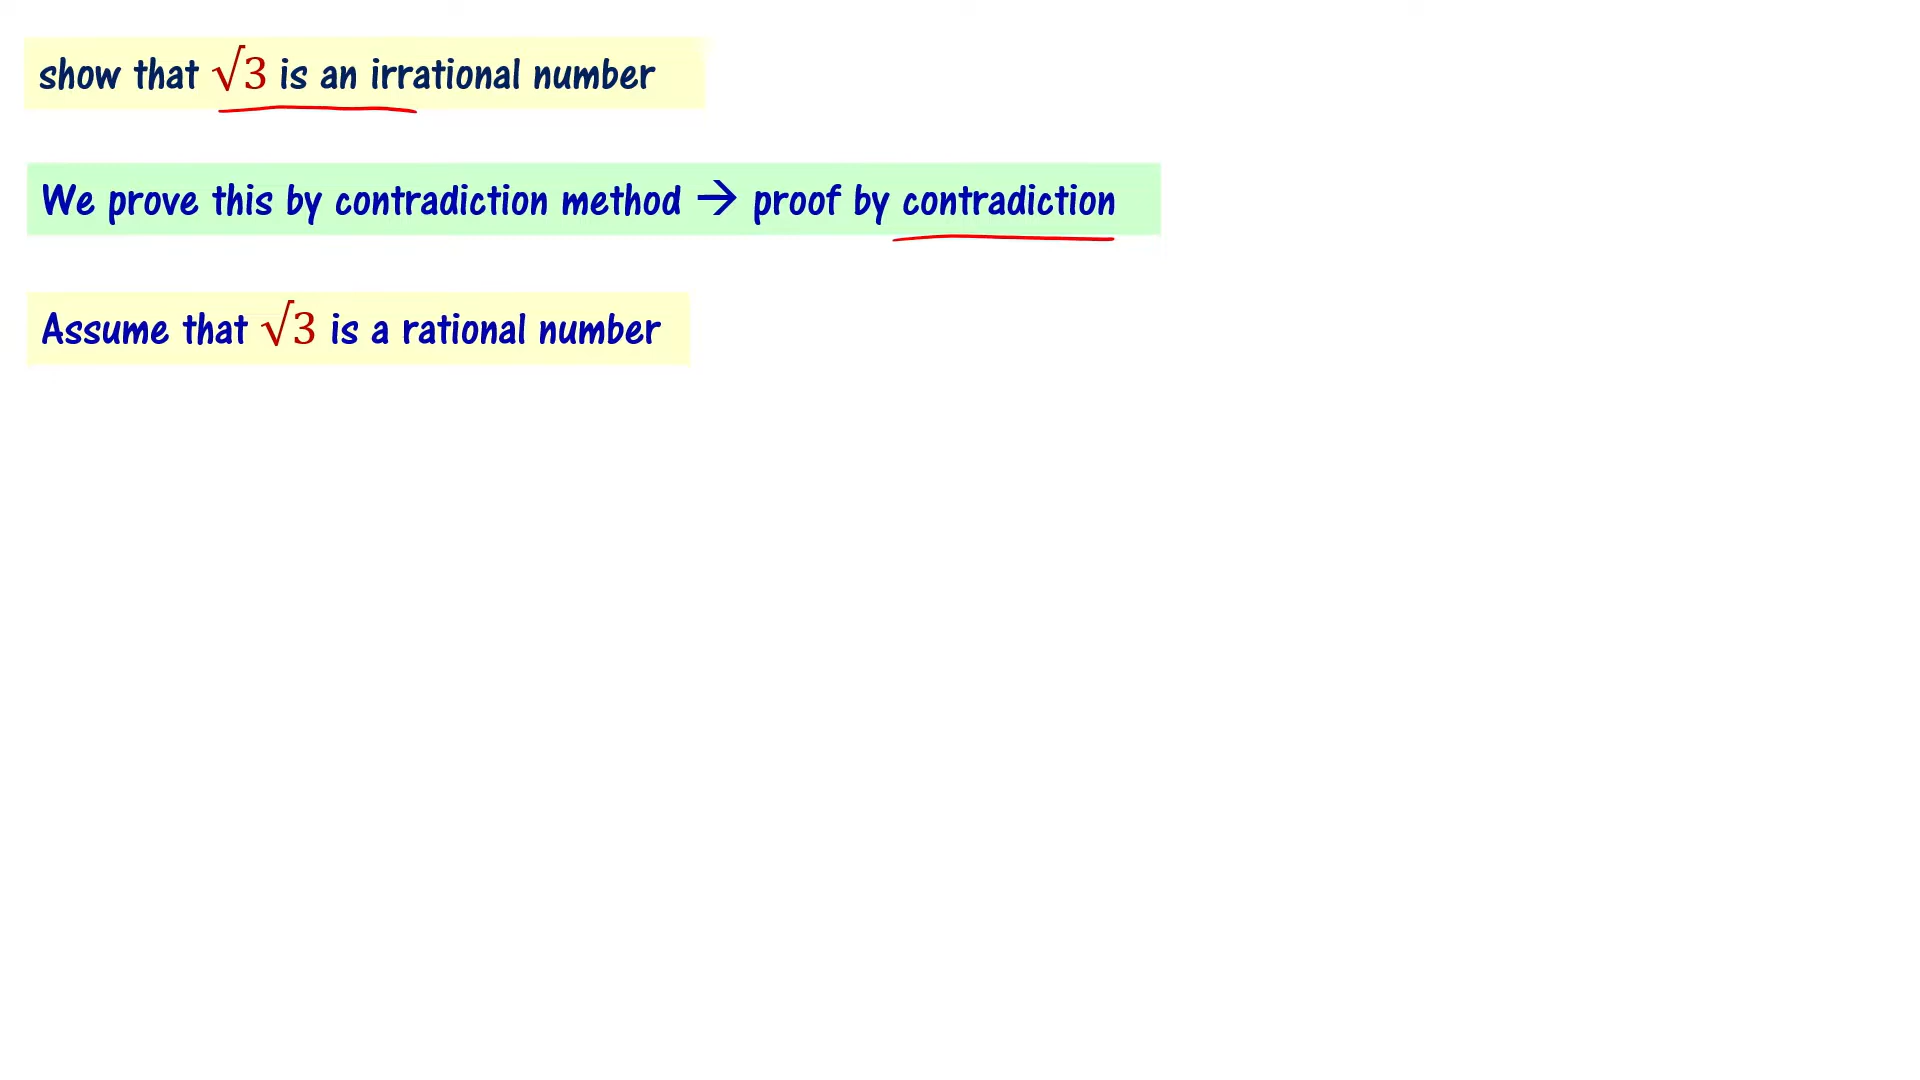 show that √3 is an irrational number
We prove this by contradiction method → proof by contradiction
Assume that √3 is a rational number